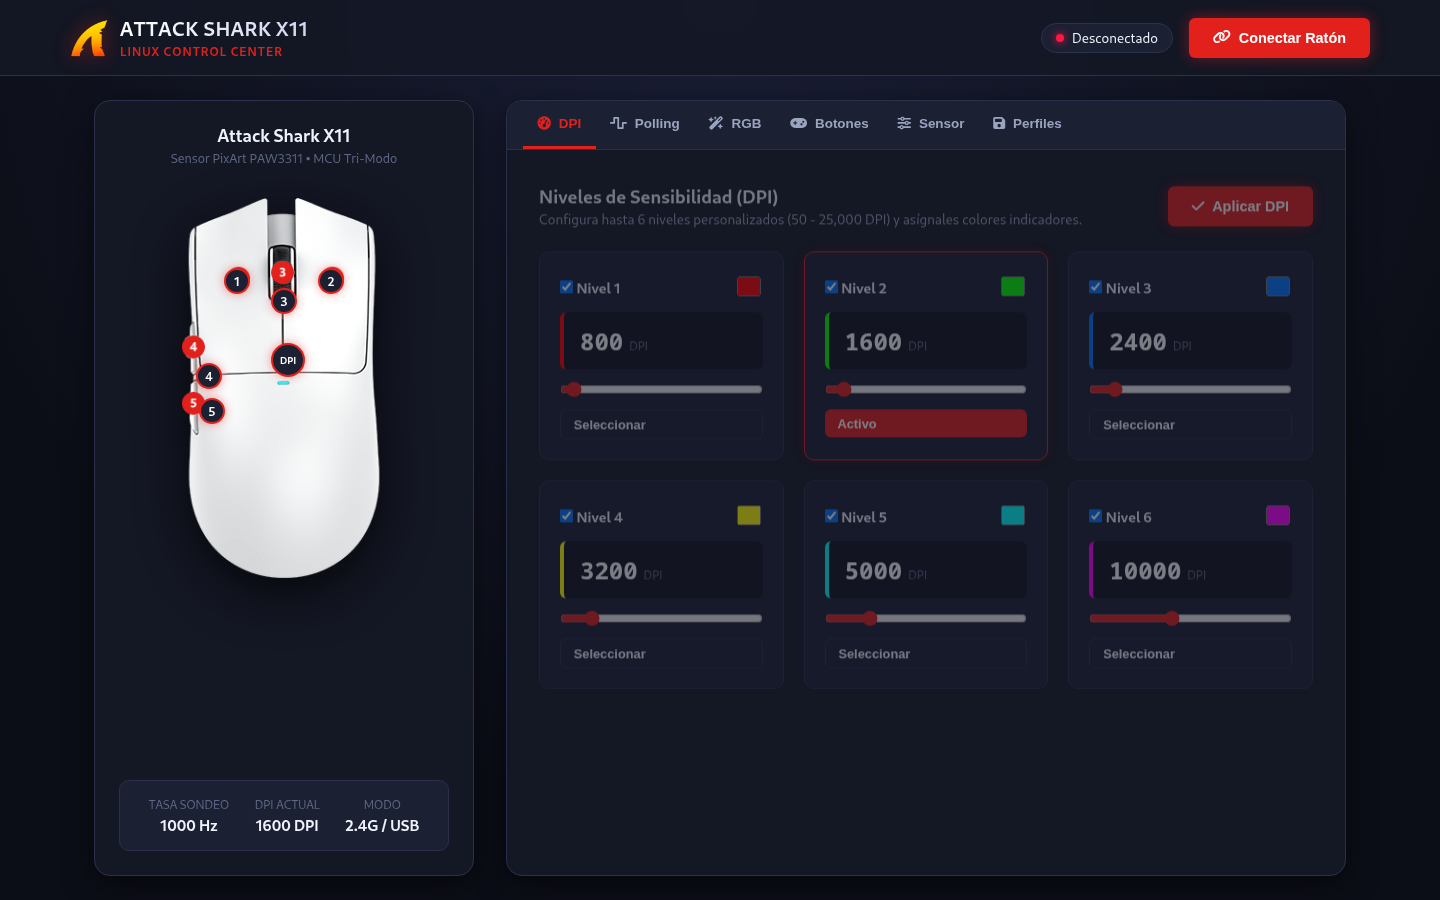 ATTACK SHARK X11
LINUX CONTROL CENTER
Desconectado
Conectar Ratón
Attack Shark X11
Sensor PixArt PAW3311 • MCU Tri-Modo
1
3
2
3
DPI
4
4
5
5
TASA SONDEO
1000 Hz
DPI ACTUAL
1600 DPI
MODO
2.4G / USB
DPI
Polling
RGB
Botones
Sensor
Perfiles
Niveles de Sensibilidad (DPI)
Configura hasta 6 niveles personalizados (50 - 25,000 DPI) y asígnales colores indicadores.
Aplicar DPI
Nivel 1
800 DPI
Seleccionar
Nivel 2
1600 DPI
Activo
Nivel 3
2400 DPI
Seleccionar
Nivel 4
3200 DPI
Seleccionar
Nivel 5
5000 DPI
Seleccionar
Nivel 6
10000 DPI
Seleccionar